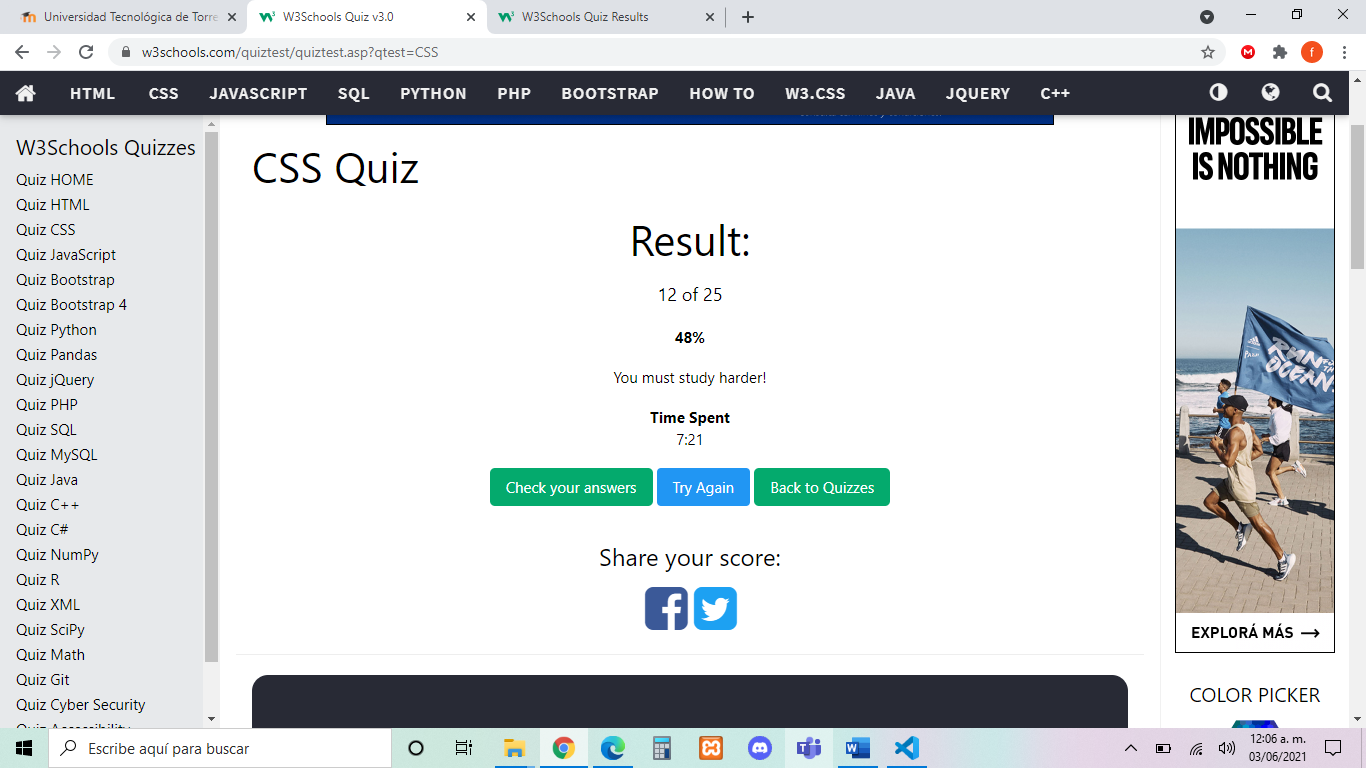 Universidad Tecnológica de Torre
W3Schools Quiz v3.0
W3Schools Quiz Results
w3schools.com/quiztest/quiztest.asp?qtest=CSS
f
HTML CSS JAVASCRIPT SQL PYTHON PHP BOOTSTRAP HOW TO W3.CSS JAVA JQUERY C++
W3Schools Quizzes
Quiz HOME
Quiz HTML
Quiz CSS
Quiz JavaScript
Quiz Bootstrap
Quiz Bootstrap 4
Quiz Python
Quiz Pandas
Quiz jQuery
Quiz PHP
Quiz SQL
Quiz MySQL
Quiz Java
Quiz C++
Quiz C#
Quiz NumPy
Quiz R
Quiz XML
Quiz SciPy
Quiz Math
Quiz Git
Quiz Cyber Security
Quiz Accessibility
CSS Quiz
Result:
12 of 25
48%
You must study harder!
Time Spent
7:21
Check your answers Try Again Back to Quizzes
Share your score:
IMPOSSIBLE
IS NOTHING
RUN
FOR THE
OCEANS
EXPLORÁ MÁS
COLOR PICKER
Escribe aquí para buscar
12:06 a. m.
03/06/2021